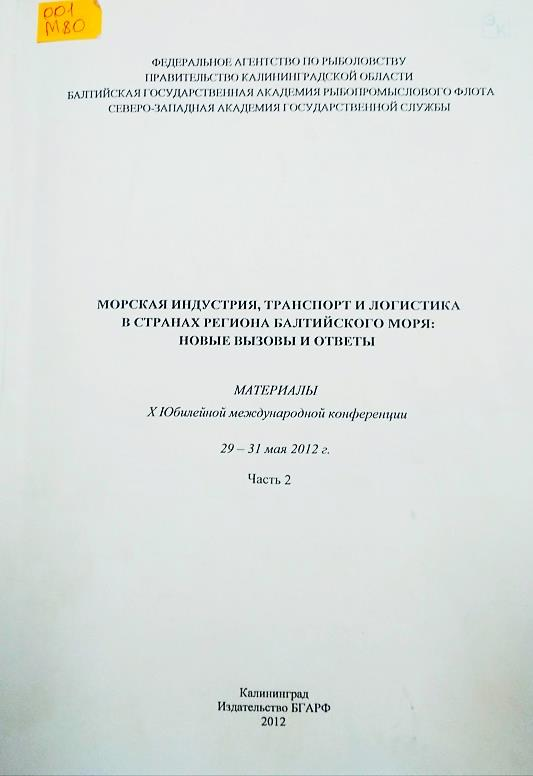 001
М80
ФЕДЕРАЛЬНОЕ АГЕНТСТВО ПО РЫБОЛОВСТВУ
ПРАВИТЕЛЬСТВО КАЛИНИНГРАДСКОЙ ОБЛАСТИ
БАЛТИЙСКАЯ ГОСУДАРСТВЕННАЯ АКАДЕМИЯ РЫБОПРОМЫСЛОВОГО ФЛОТА
СЕВЕРО-ЗАПАДНАЯ АКАДЕМИЯ ГОСУДАРСТВЕННОЙ СЛУЖБЫ
МОРСКАЯ ИНДУСТРИЯ, ТРАНСПОРТ И ЛОГИСТИКА
В СТРАНАХ РЕГИОНА БАЛТИЙСКОГО МОРЯ:
НОВЫЕ ВЫЗОВЫ И ОТВЕТЫ
МАТЕРИАЛЫ
X Юбилейной международной конференции
29 – 31 мая 2012 г.
Часть 2
Калининград
Издательство БГАРФ
2012